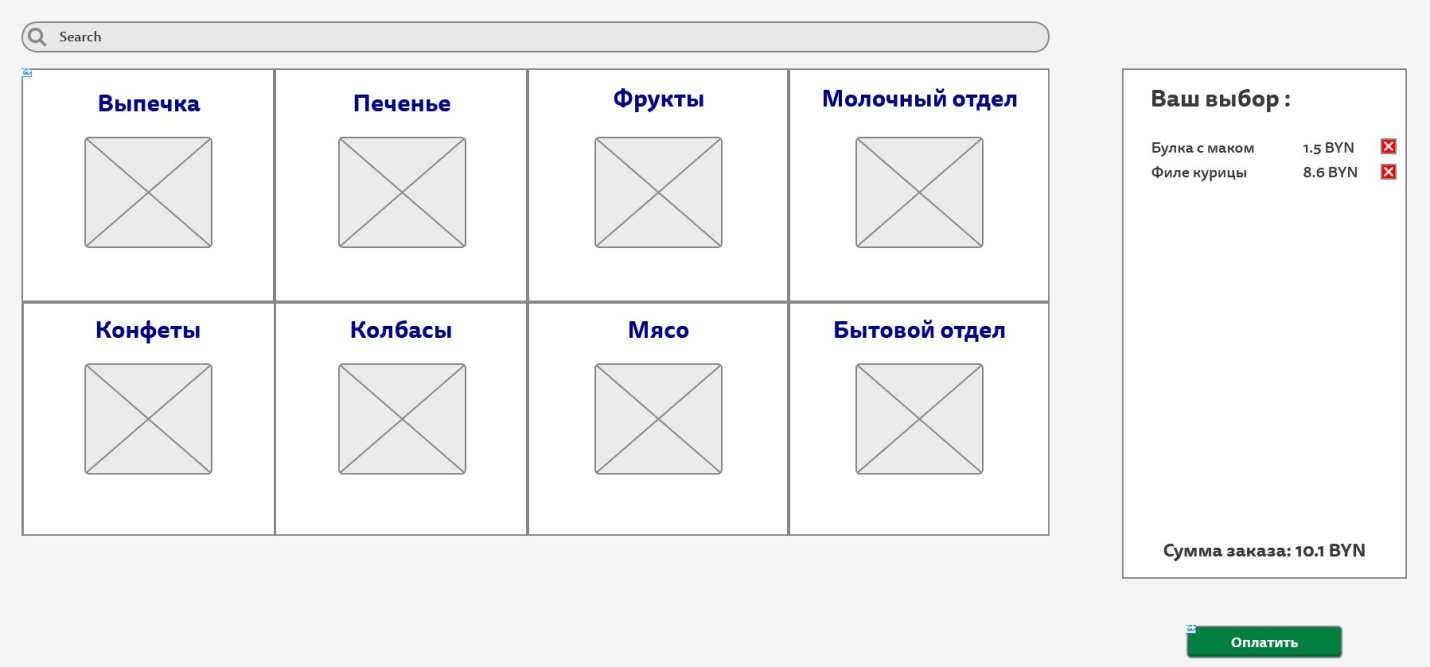 Search
Выпечка
Печенье
Фрукты
Молочный отдел
Конфеты
Колбасы
Мясо
Бытовой отдел
Ваш выбор :
Булка с маком 1.5 BYN
Филе курицы 8.6 BYN
Сумма заказа: 10.1 BYN
Оплатить